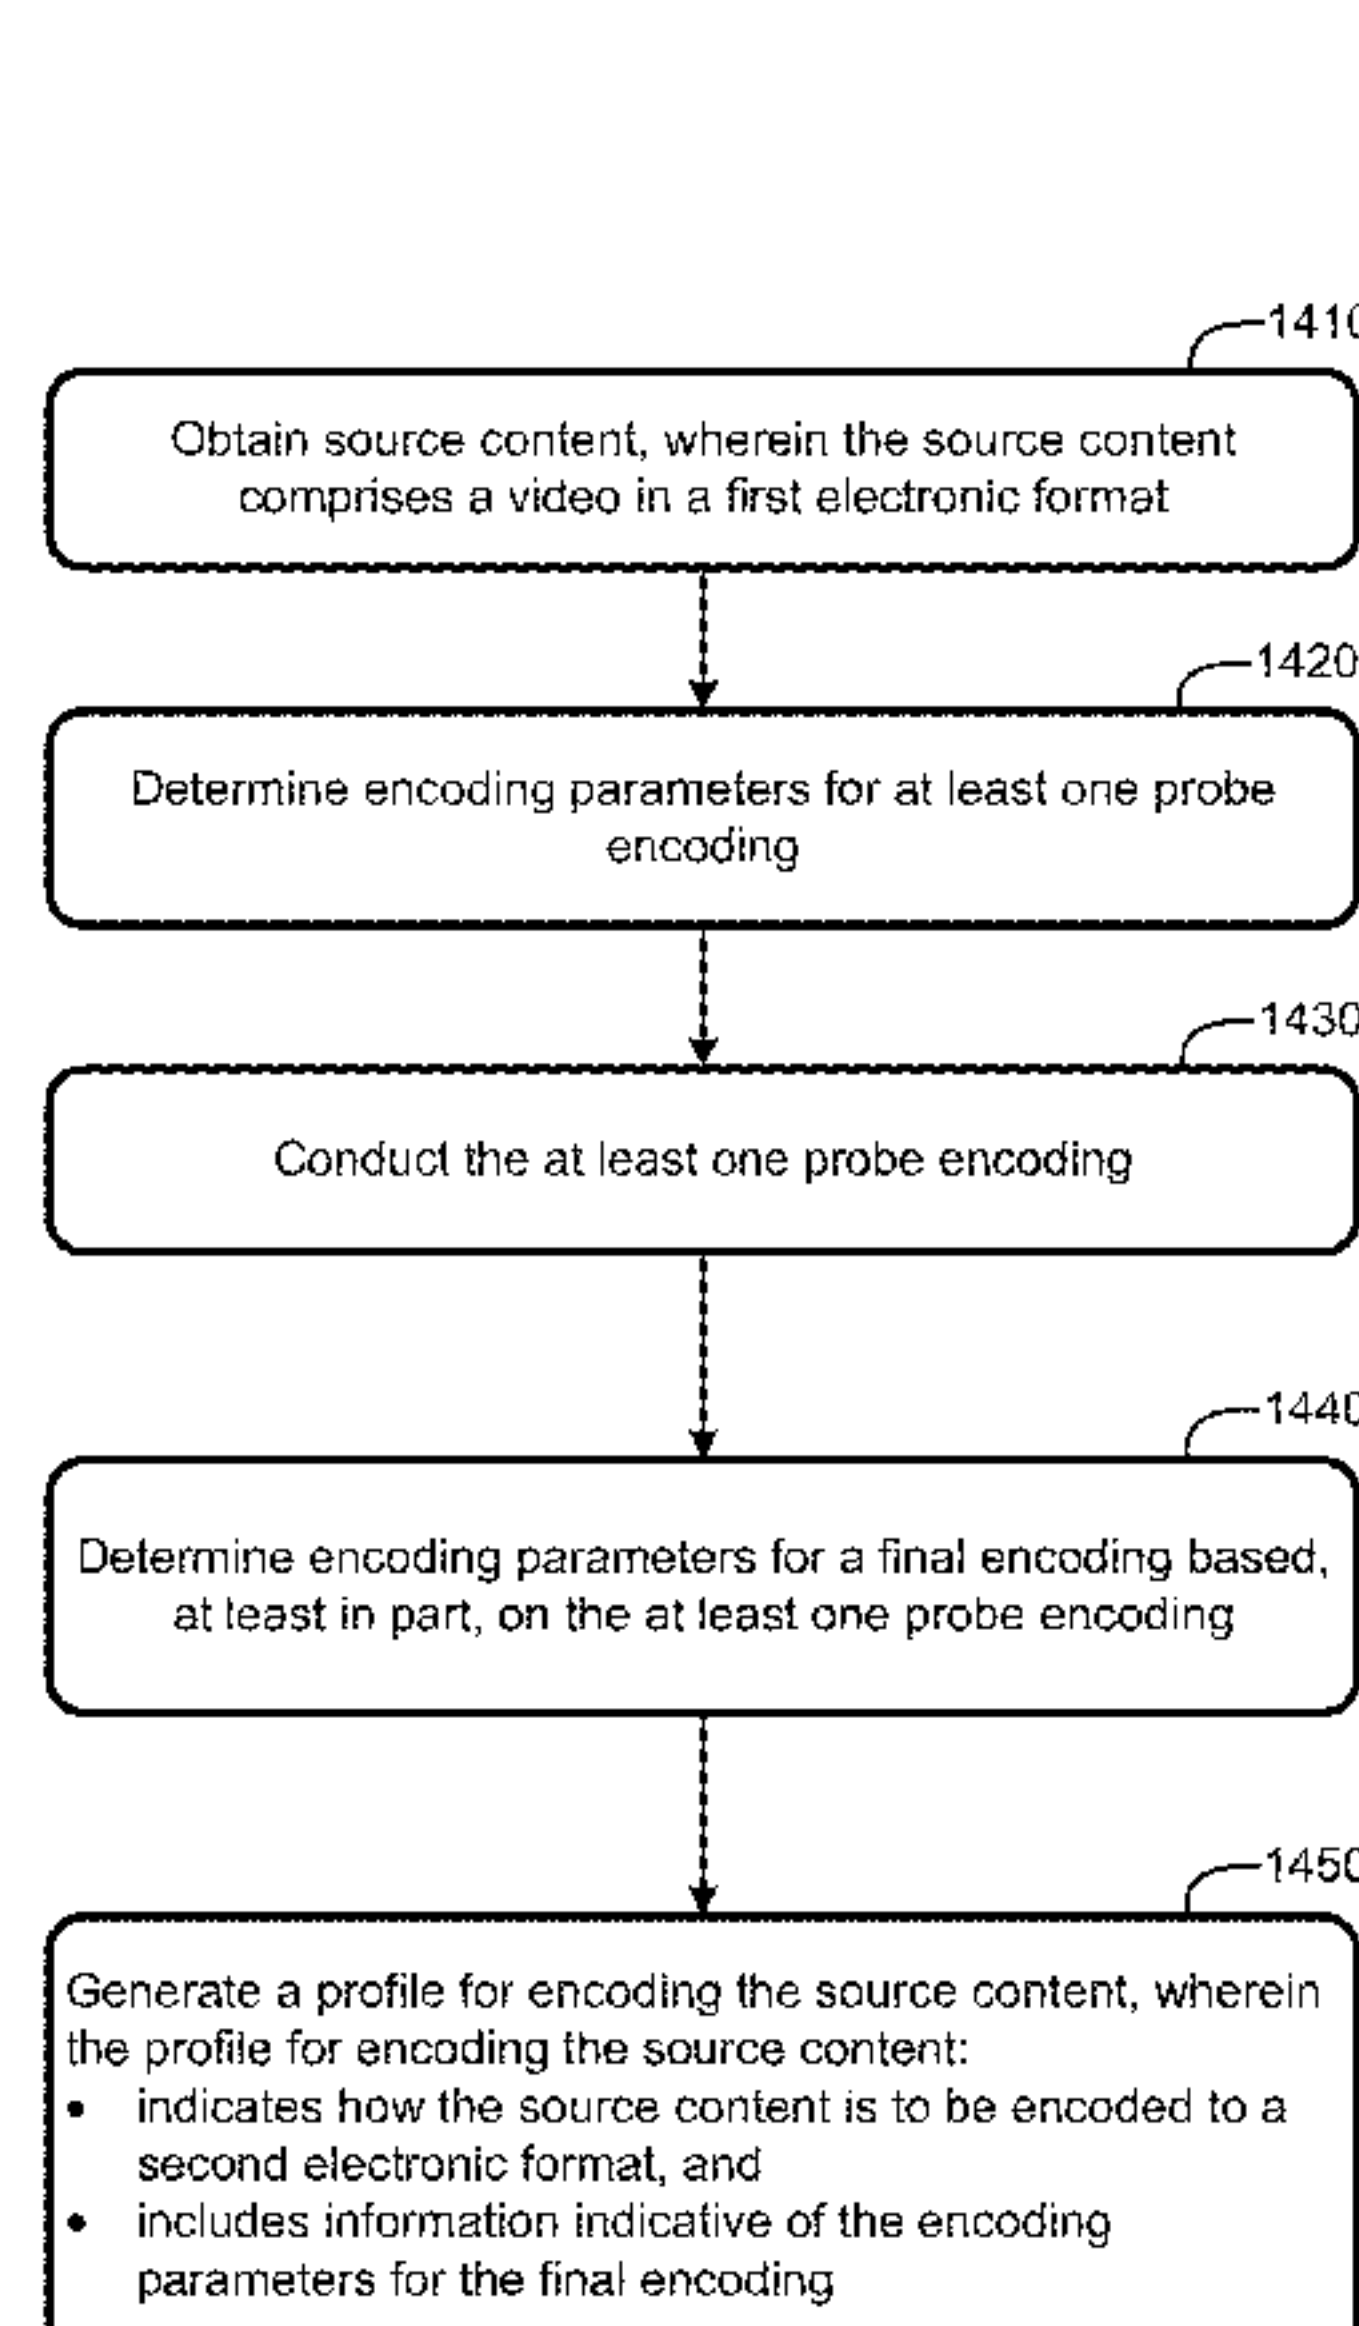 1410
Obtain source content, wherein the source content
comprises a video in a first electronic format
1420
Determine encoding parameters for at least one probe
encoding
1430
Conduct the at least one probe encoding
1440
Determine encoding parameters for a final encoding based,
at least in part, on the at least one probe encoding
1450
Generate a profile for encoding the source content, wherein
the profile for encoding the source content:
• indicates how the source content is to be encoded to a
second electronic format, and
• includes information indicative of the encoding
parameters for the final encoding